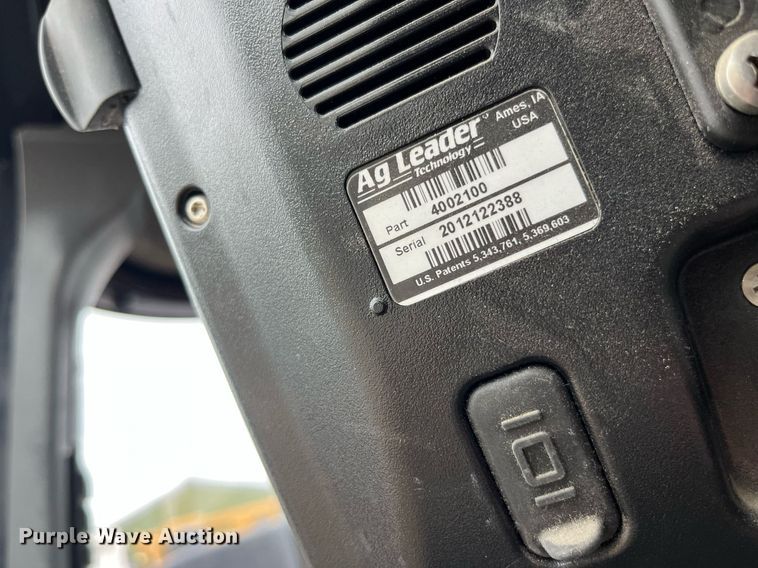 Ag Leader® Ames, IA
Technology USA
Part 4002100
Serial 2012122388
U.S. Patents 5,343,761, 5,369,603
Purple Wave Auction